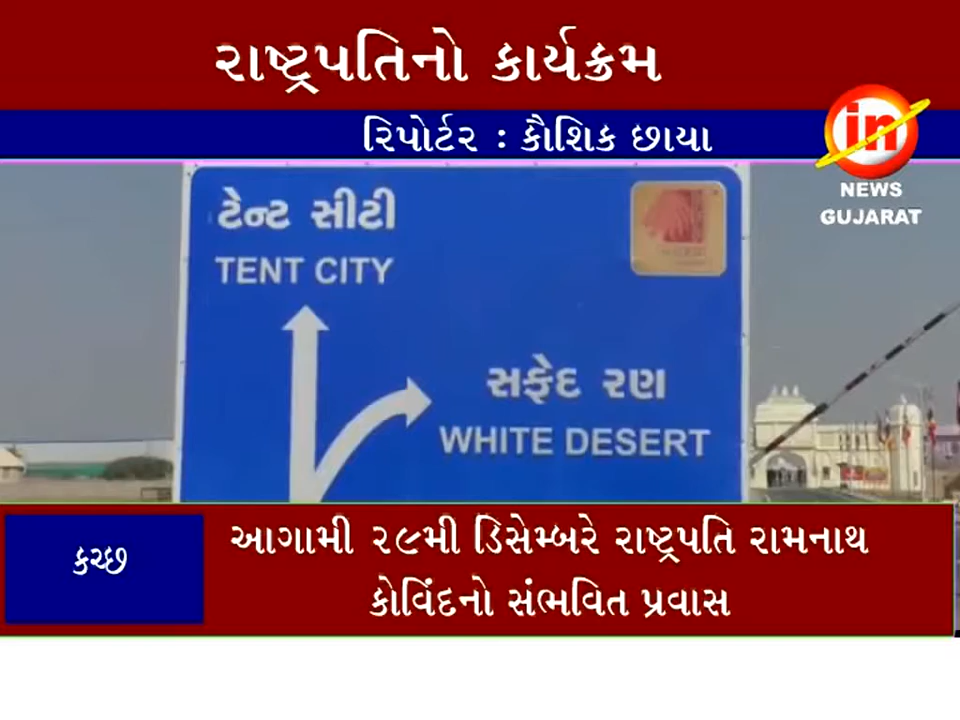 રાષ્ટ્રપતિનો કાર્યક્રમ
રિપોર્ટર : કૌશિક છાયા
in
NEWS
GUJARAT
ટેન્ટ સીટી
TENT CITY
સફેદ રણ
WHITE DESERT
કચ્છ
આગામી ૨૯મી ડિસેમ્બરે રાષ્ટ્રપતિ રામનાથ
કોવિંદનો સંભવિત પ્રવાસ